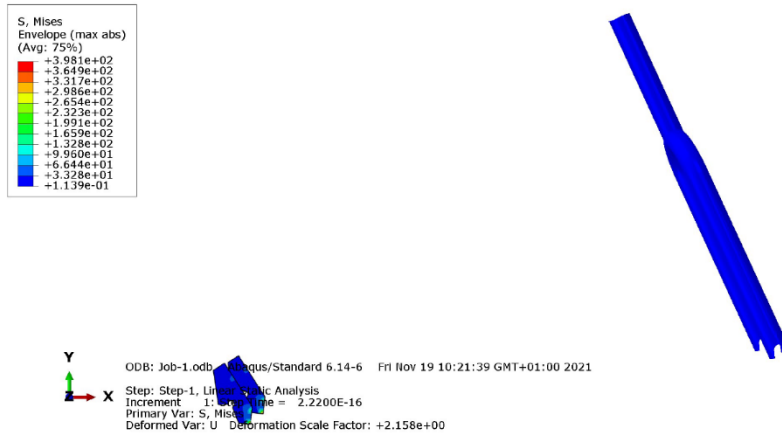 S, Mises
Envelope (max abs)
(Avg: 75%)
+3.981e+02
+3.649e+02
+3.317e+02
+2.986e+02
+2.654e+02
+2.323e+02
+1.991e+02
+1.659e+02
+1.328e+02
+9.960e+01
+6.644e+01
+3.328e+01
+1.139e-01
Y
Z X
ODB: Job-1.odb Abaqus/Standard 6.14-6 Fri Nov 19 10:21:39 GMT+01:00 2021
Step: Step-1, Linear Static Analysis
Increment 1: Step Time = 2.2200E-16
Primary Var: S, Mises
Deformed Var: U Deformation Scale Factor: +2.158e+00